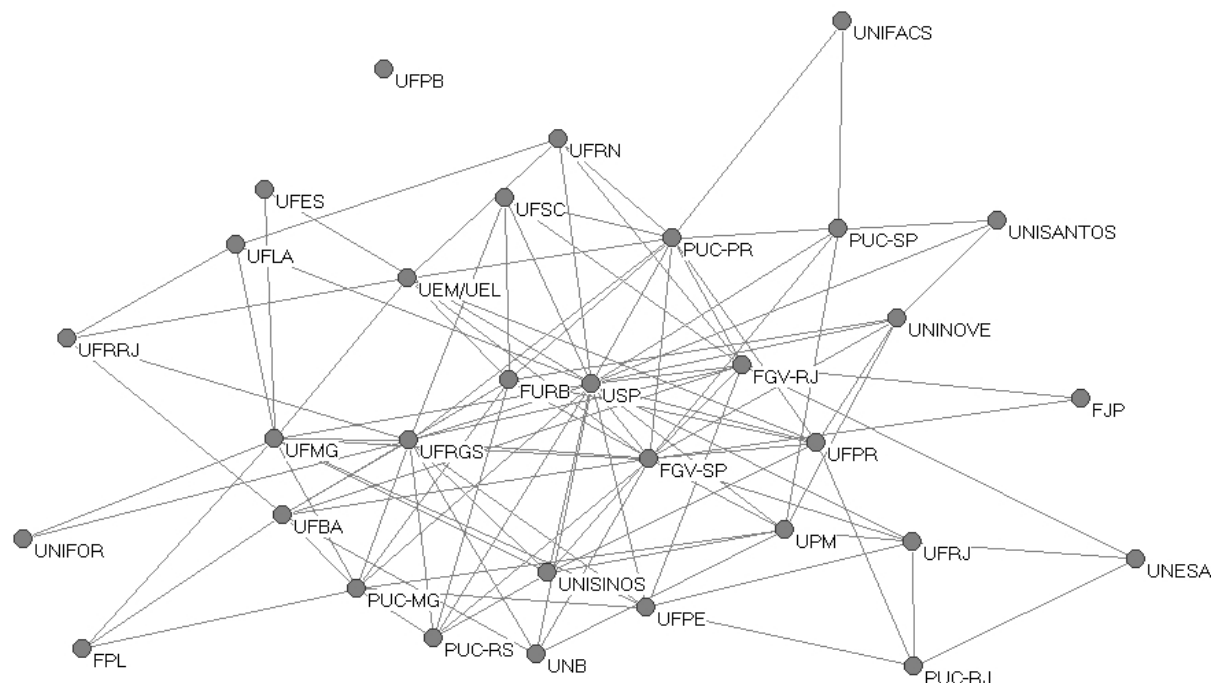 UNIFACS
UFPB
UFRN
UFES
UFSC
UNISANTOS
PUC-PR
PUC-SP
UFLA
UEM/UEL
UNINOVE
UFRRJ
FGV-RJ
FURB
USP
FJP
UFMG
UFRGS
UFPR
FGV-SP
UFBA
UPM
UNIFOR
UFRJ
UNESA
UNISINOS
PUC-MG
UFPE
PUC-RS
FPL
UNB
PUC-RJ